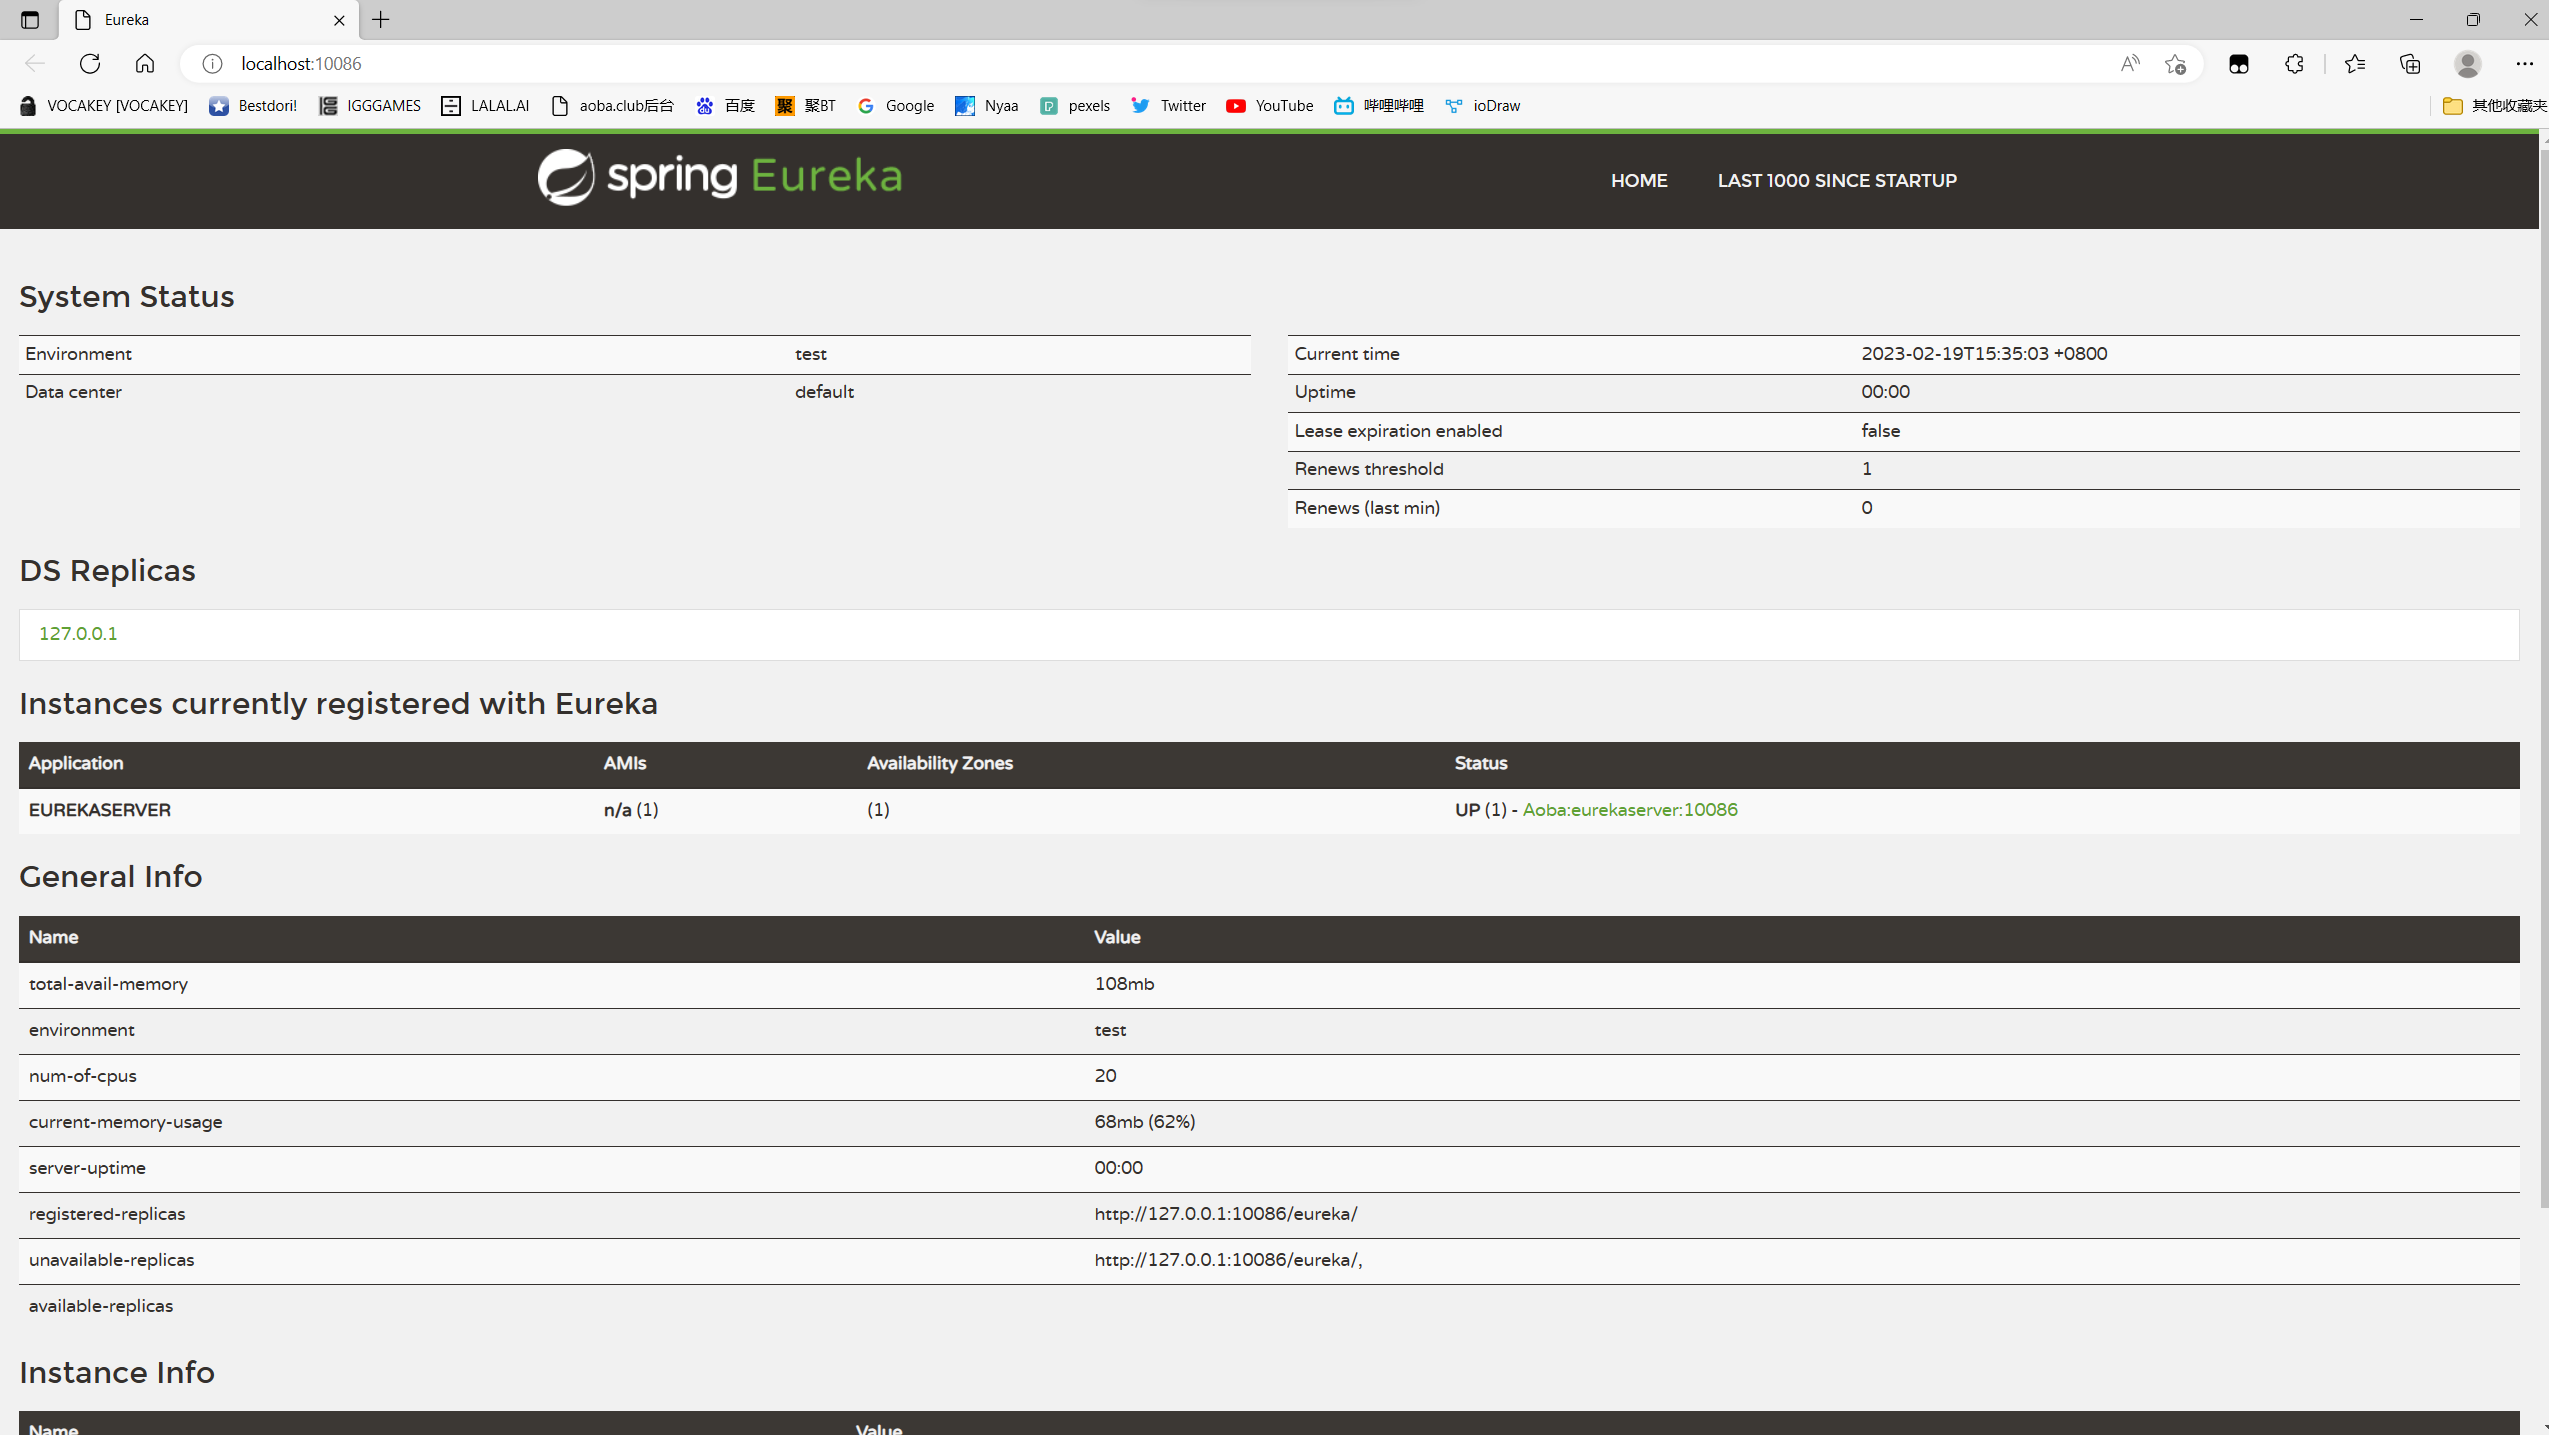 Eureka
localhost:10086
VOCAKEY [VOCAKEY] Bestdori! IGGGAMES LALAL.AI aoba.club后台 百度 聚BT Google Nyaa pexels Twitter YouTube 哔哩哔哩 ioDraw 其他收藏夹
spring Eureka HOME LAST 1000 SINCE STARTUP
System Status
Environment test
Data center default
Current time 2023-02-19T15:35:03 +0800
Uptime 00:00
Lease expiration enabled false
Renews threshold 1
Renews (last min) 0
DS Replicas
127.0.0.1
Instances currently registered with Eureka
Application AMIs Availability Zones Status
EUREKASERVER n/a (1) (1) UP (1) - Aoba:eurekaserver:10086
General Info
Name Value
total-avail-memory 108mb
environment test
num-of-cpus 20
current-memory-usage 68mb (62%)
server-uptime 00:00
registered-replicas http://127.0.0.1:10086/eureka/
unavailable-replicas http://127.0.0.1:10086/eureka/,
available-replicas
Instance Info
Name Value